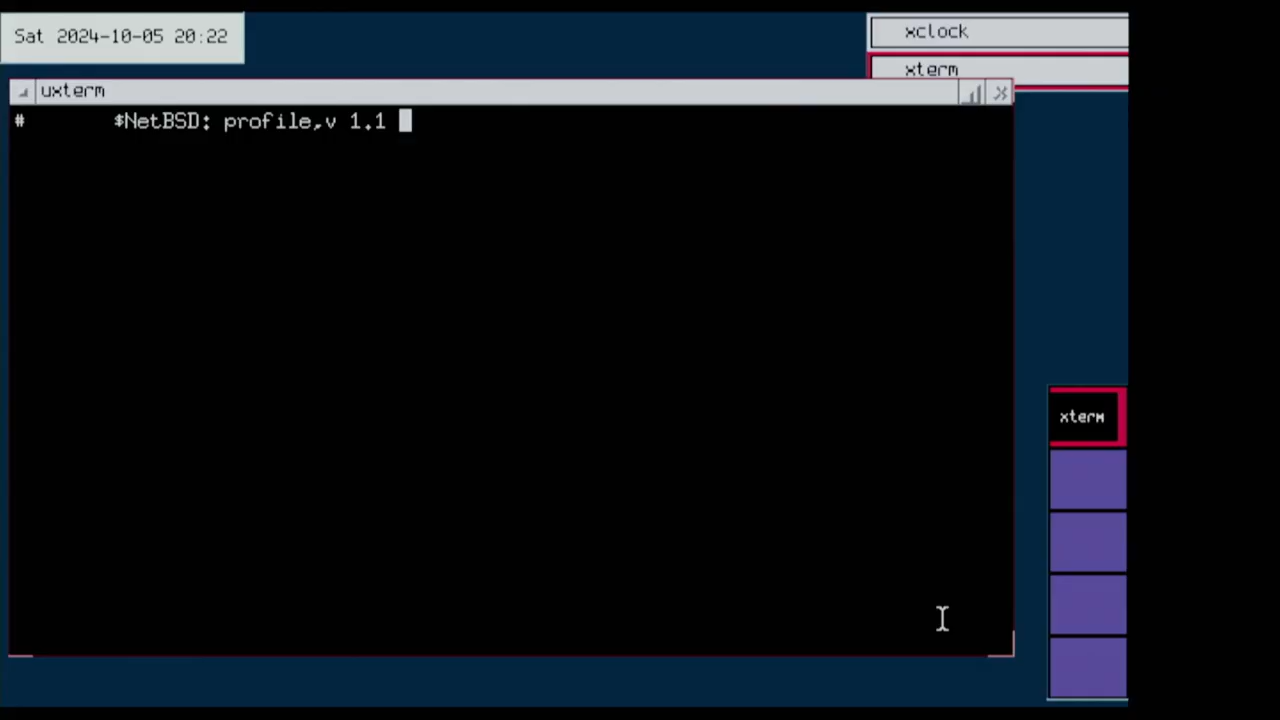 Sat 2024-10-05 20:22
xclock
xterm
uxterm
# $NetBSD: profile,v 1.1
xterm